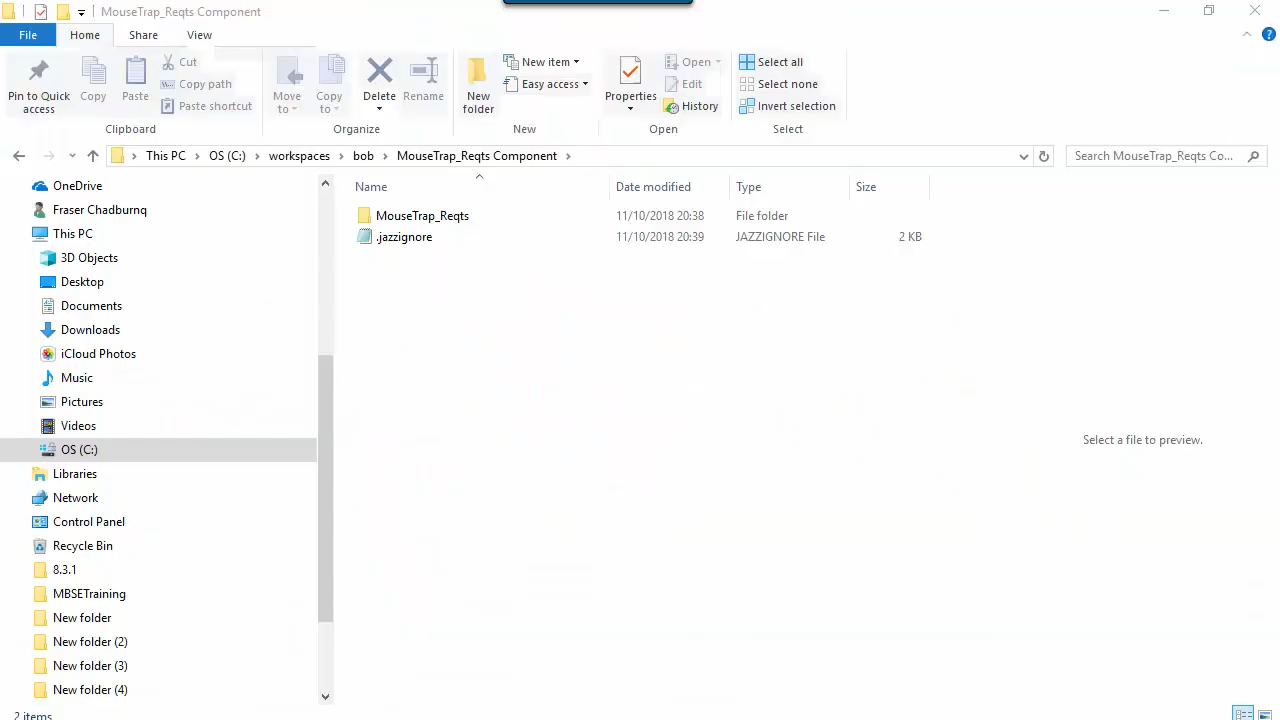 MouseTrap_Reqts Component
File Home Share View
Pin to Quick access
Copy
Paste
Cut
Copy path
Paste shortcut
Clipboard
Move to
Copy to
Delete
Rename
Organize
New folder
New item
Easy access
New
Properties
Open
Edit
History
Open
Select all
Select none
Invert selection
Select
This PC OS (C:) workspaces bob MouseTrap_Reqts Component
Search MouseTrap_Reqts Co...
OneDrive
Fraser Chadburnq
This PC
3D Objects
Desktop
Documents
Downloads
iCloud Photos
Music
Pictures
Videos
OS (C:)
Libraries
Network
Control Panel
Recycle Bin
8.3.1
MBSETraining
New folder
New folder (2)
New folder (3)
New folder (4)
Name Date modified Type Size
MouseTrap_Reqts 11/10/2018 20:38 File folder
.jazzignore 11/10/2018 20:39 JAZZIGNORE File 2 KB
Select a file to preview.
2 items